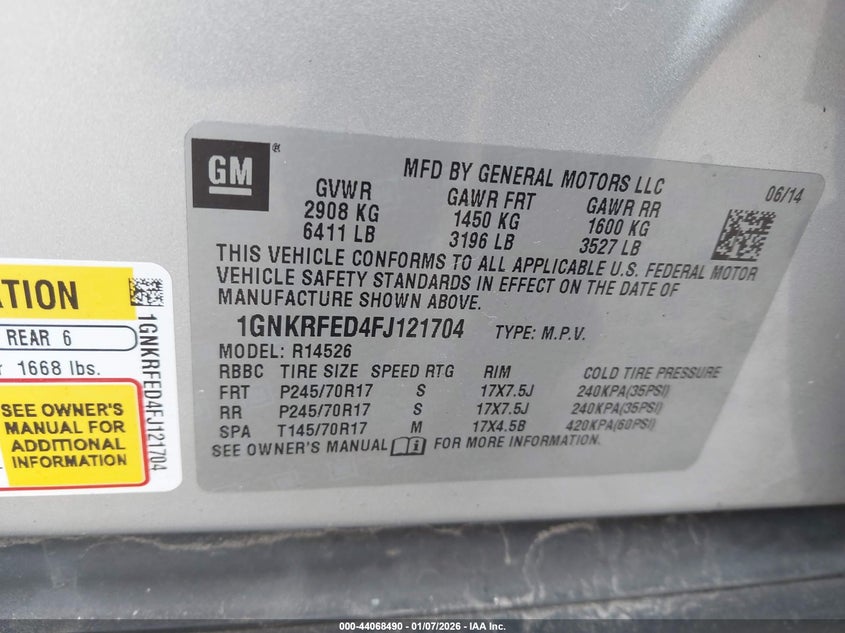 GM
MFD BY GENERAL MOTORS LLC
06/14
GVWR GAWR FRT GAWR RR
2908 KG 1450 KG 1600 KG
6411 LB 3196 LB 3527 LB
THIS VEHICLE CONFORMS TO ALL APPLICABLE U.S. FEDERAL MOTOR
VEHICLE SAFETY STANDARDS IN EFFECT ON THE DATE OF
MANUFACTURE SHOWN ABOVE.
1GNKRFED4FJ121704 TYPE: M.P.V.
MODEL: R14526
RBBC TIRE SIZE SPEED RTG RIM COLD TIRE PRESSURE
FRT P245/70R17 S 17X7.5J 240KPA(35PSI)
RR P245/70R17 S 17X7.5J 240KPA(35PSI)
SPA T145/70R17 M 17X4.5B 420KPA(60PSI)
SEE OWNER'S MANUAL FOR MORE INFORMATION.
ATION
REAR 6
1668 lbs.
SEE OWNER'S
MANUAL FOR
ADDITIONAL
INFORMATION
1GNKRFED4FJ121704
000-44068490 - 01/07/2026 - IAA Inc.